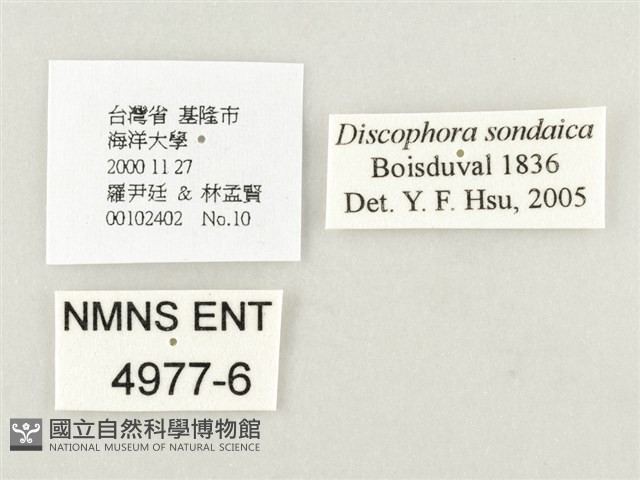 台灣省 基隆市
海洋大學
2000 11 27
羅尹廷 & 林孟賢
00102402 No.10
Discophora sondaica
Boisduval 1836
Det. Y. F. Hsu, 2005
NMNS ENT
4977-6
國立自然科學博物館
NATIONAL MUSEUM OF NATURAL SCIENCE